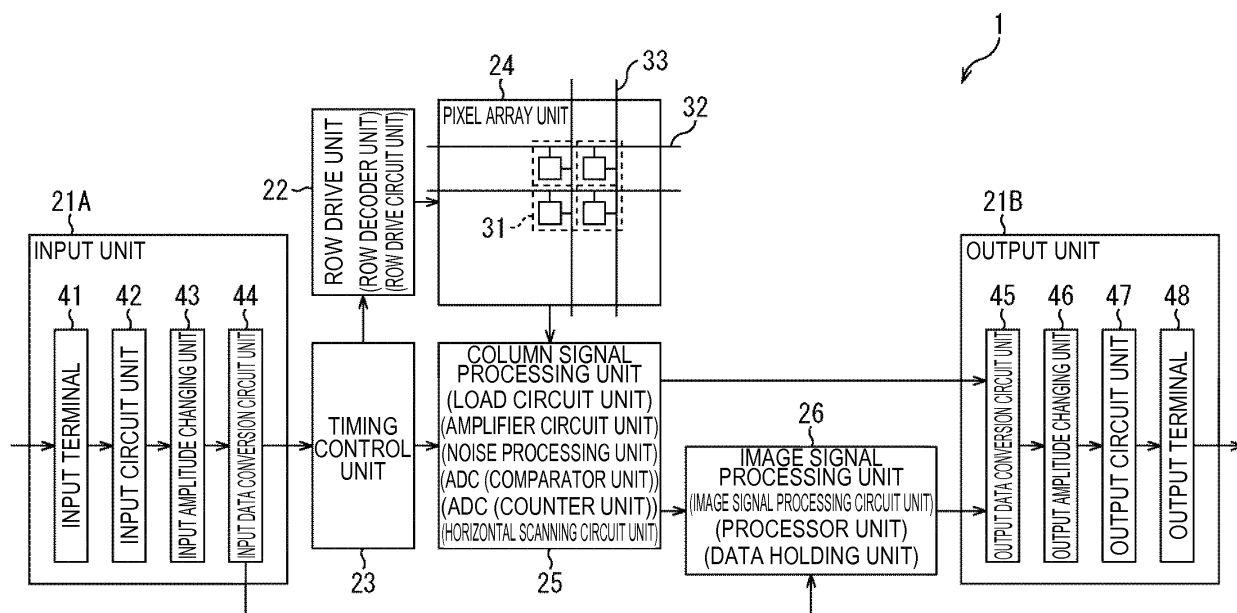 1
24
33
PIXEL ARRAY UNIT
32
22
ROW DRIVE UNIT
(ROW DECODER UNIT)
(ROW DRIVE CIRCUIT UNIT)
31
21A
INPUT UNIT
41
42
43
44
INPUT TERMINAL
INPUT CIRCUIT UNIT
INPUT AMPLITUDE CHANGING UNIT
INPUT DATA CONVERSION CIRCUIT UNIT
TIMING
CONTROL
UNIT
23
COLUMN SIGNAL
PROCESSING UNIT
(LOAD CIRCUIT UNIT)
(AMPLIFIER CIRCUIT UNIT)
(NOISE PROCESSING UNIT)
(ADC (COMPARATOR UNIT))
(ADC (COUNTER UNIT))
(HORIZONTAL SCANNING CIRCUIT UNIT)
25
26
IMAGE SIGNAL
PROCESSING UNIT
(IMAGE SIGNAL PROCESSING CIRCUIT UNIT)
(PROCESSOR UNIT)
(DATA HOLDING UNIT)
21B
OUTPUT UNIT
45
46
47
48
OUTPUT DATA CONVERSION CIRCUIT UNIT
OUTPUT AMPLITUDE CHANGING UNIT
OUTPUT CIRCUIT UNIT
OUTPUT TERMINAL